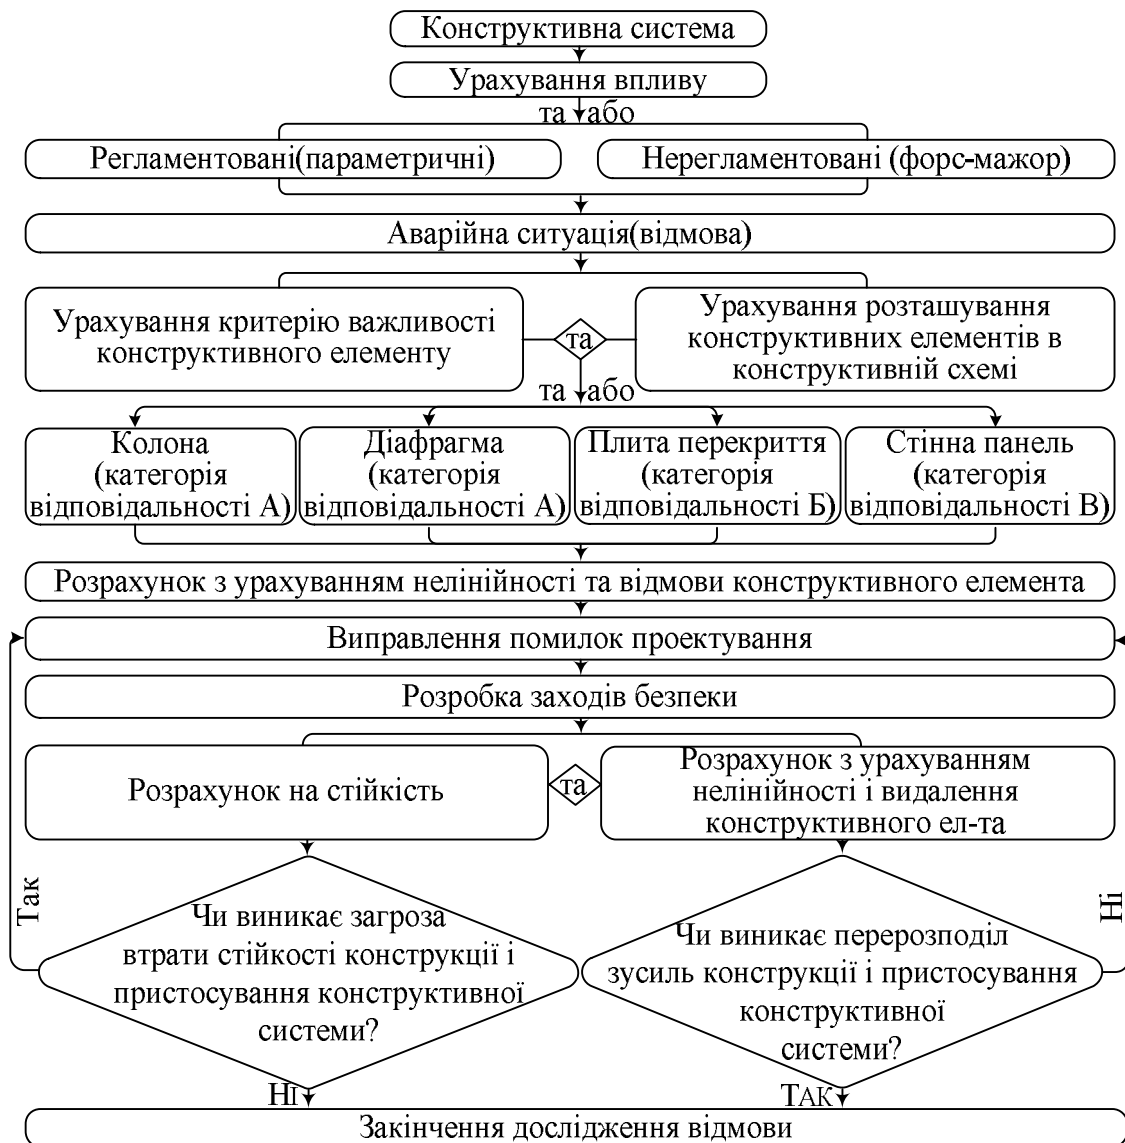 Конструктивна система
Урахування впливу
та або
Регламентовані(параметричні)
Нерегламентовані (форс-мажор)
Аварійна ситуація(відмова)
Урахування критерію важливості
конструктивного елементу
та
Урахування розташування
конструктивних елементів в
конструктивній схемі
та або
Колона
(категорія
відповідальності А)
Діафрагма
(категорія
відповідальності А)
Плита перекриття
(категорія
відповідальності Б)
Стінна панель
(категорія
відповідальності В)
Розрахунок з урахуванням нелінійності та відмови конструктивного елемента
Виправлення помилок проектування
Розробка заходів безпеки
Розрахунок на стійкість
та
Розрахунок з урахуванням
нелінійності і видалення
конструктивного ел-та
Так
Чи виникає загроза
втрати стійкості конструкції і
пристосування конструктивної
системи?
Чи виникає перерозподіл
зусиль конструкції і пристосування
конструктивної
системи?
Ні
НІ
ТАК
Закінчення дослідження відмови